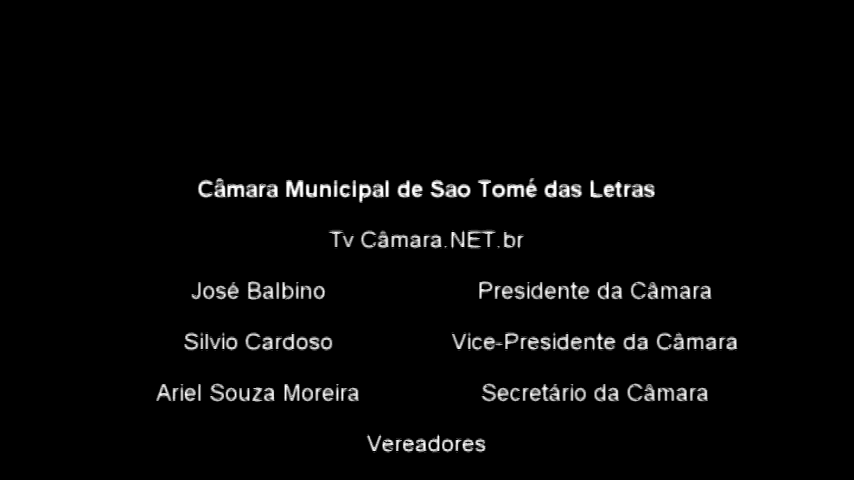 Câmara Municipal de Sao Tomé das Letras
Tv Câmara.NET.br
José Balbino Presidente da Câmara
Silvio Cardoso Vice-Presidente da Câmara
Ariel Souza Moreira Secretário da Câmara
Vereadores